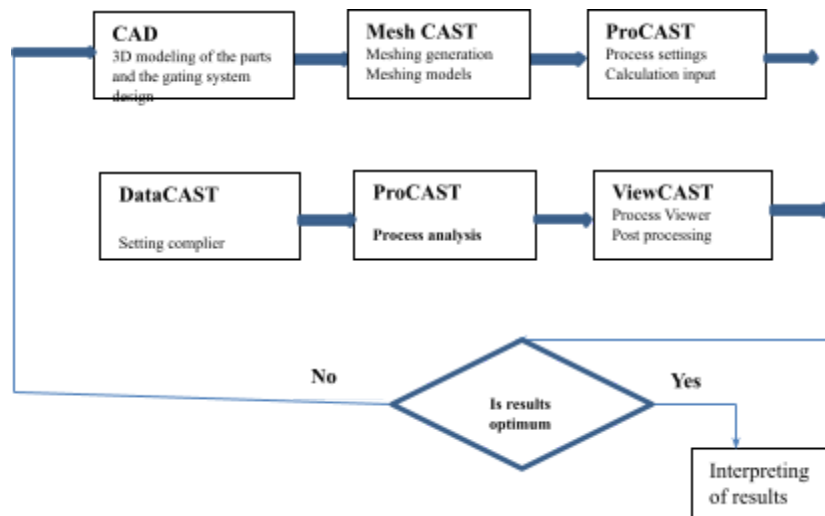 CAD
3D modeling of the parts
and the gating system
design
Mesh CAST
Meshing generation
Meshing models
ProCAST
Process settings
Calculation input
DataCAST
Setting complier
ProCAST
Process analysis
ViewCAST
Process Viewer
Post processing
No
Is results
optimum
Yes
Interpreting
of results